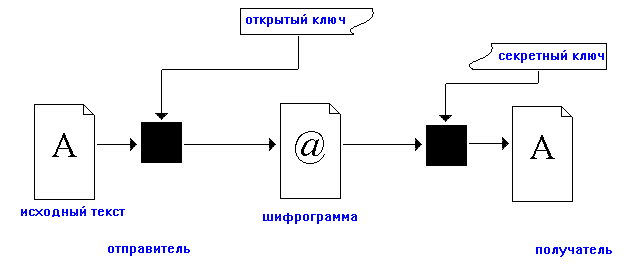 открытый ключ
секретный ключ
A
@
A
исходный текст
шифрограмма
отправитель
получатель